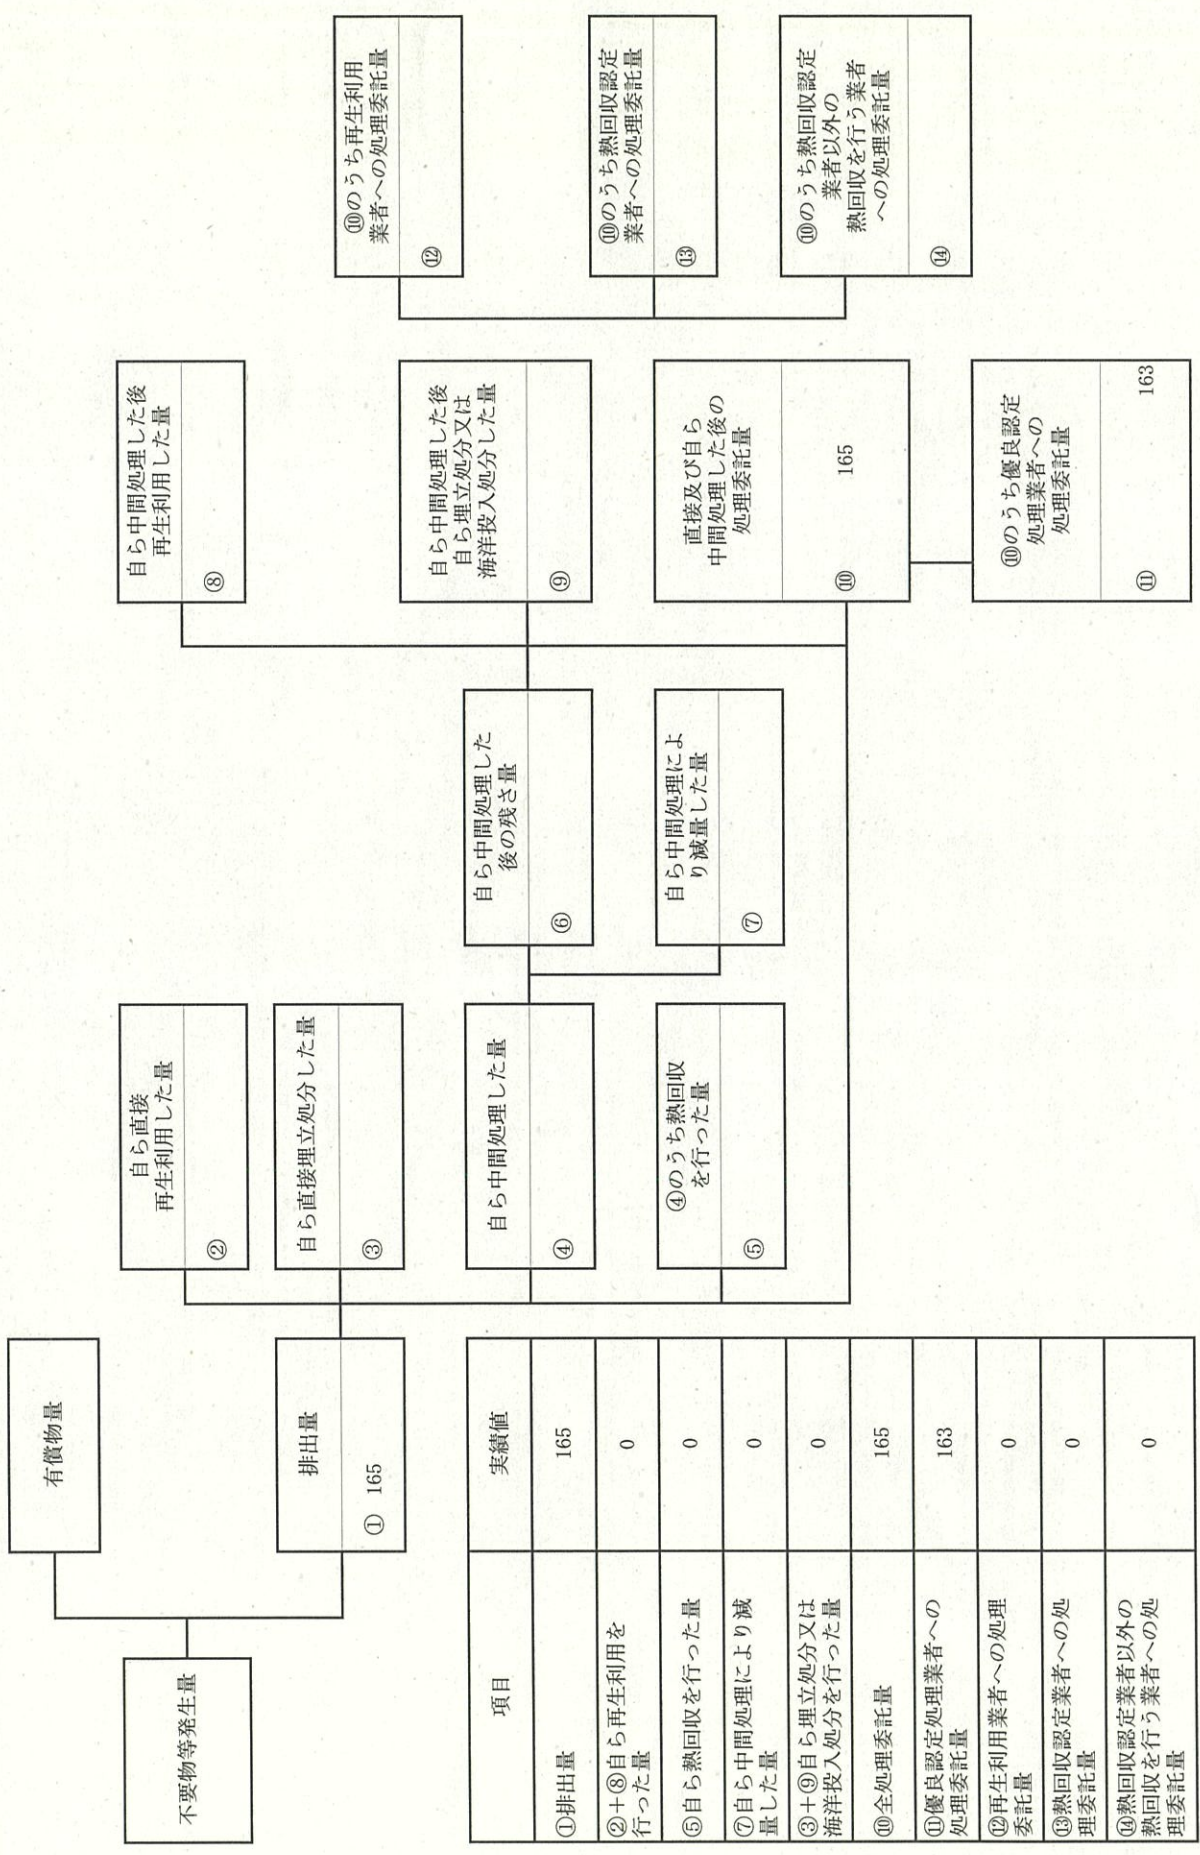 不要物等発生量
有償物量
排出量
① 165
自ら直接
再生利用した量
②
自ら直接埋立処分した量
③
自ら中間処理した量
④
④のうち熱回収
を行った量
⑤
自ら中間処理した
後の残さ量
⑥
自ら中間処理によ
り減量した量
⑦
自ら中間処理した後
再生利用した量
⑧
自ら中間処理した後
自ら埋立処分又は
海洋投入処分した量
⑨
直接及び自ら
中間処理した後の
処理委託量
⑩ 165
⑩のうち優良認定
処理業者への
処理委託量
⑪ 163
⑩のうち再生利用
業者への処理委託量
⑫
⑩のうち熱回収認定
業者への処理委託量
⑬
⑩のうち熱回収認定
業者以外の
熱回収を行う業者
への処理委託量
⑭
項目 実績値
①排出量 165
②+⑧自ら再生利用を
行った量 0
⑤自ら熱回収を行った量 0
⑦自ら中間処理により減
量した量 0
③+⑨自ら埋立処分又は
海洋投入処分を行った量 0
⑩全処理委託量 165
⑪優良認定処理業者への
処理委託量 163
⑫再生利用業者への処理
委託量 0
⑬熱回収認定業者への処
理委託量 0
⑭熱回収認定業者以外の
熱回収を行う業者への処
理委託量 0